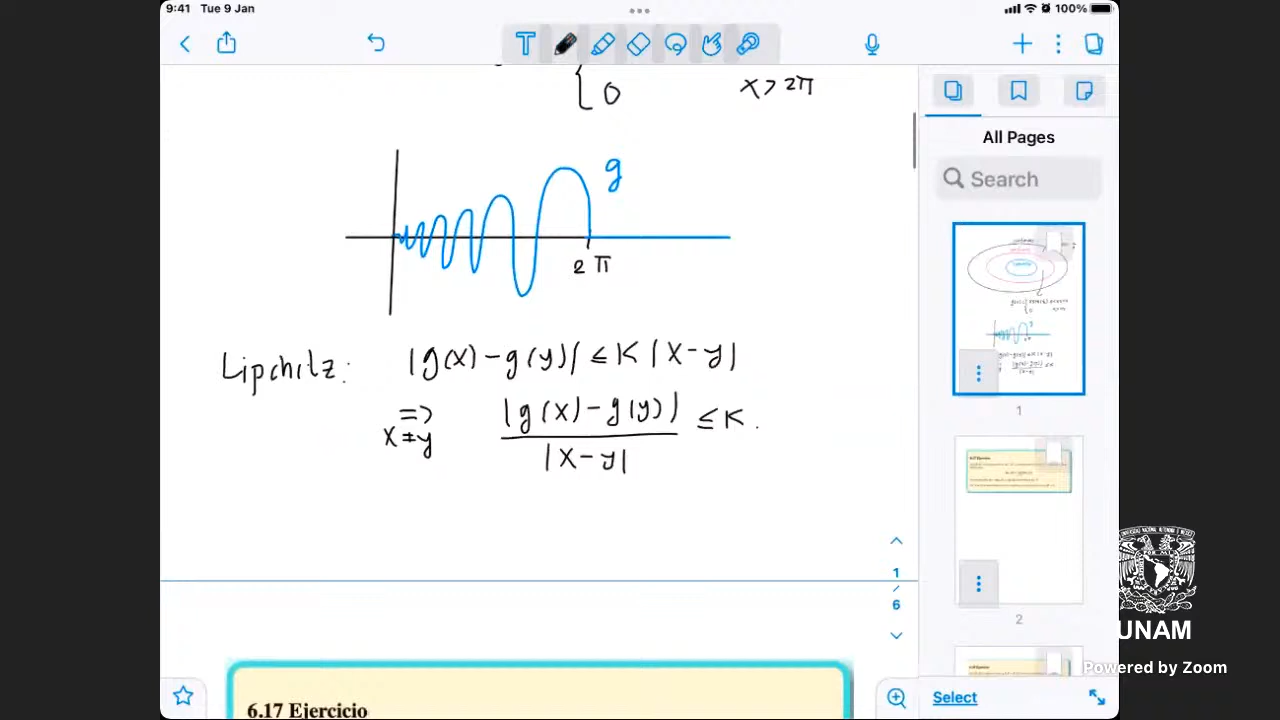 9:41 Tue 9 Jan
100%
0 x > 2π
g
2 π
Lipchitz: |g(x) - g(y)| ≤ K |x - y|
⇒ |g(x) - g(y)| / |x - y| ≤ K.
x ≠ y
1
/
6
6.17 Ejercicio
All Pages
Search
1
2
Select
UNAM
Powered by Zoom